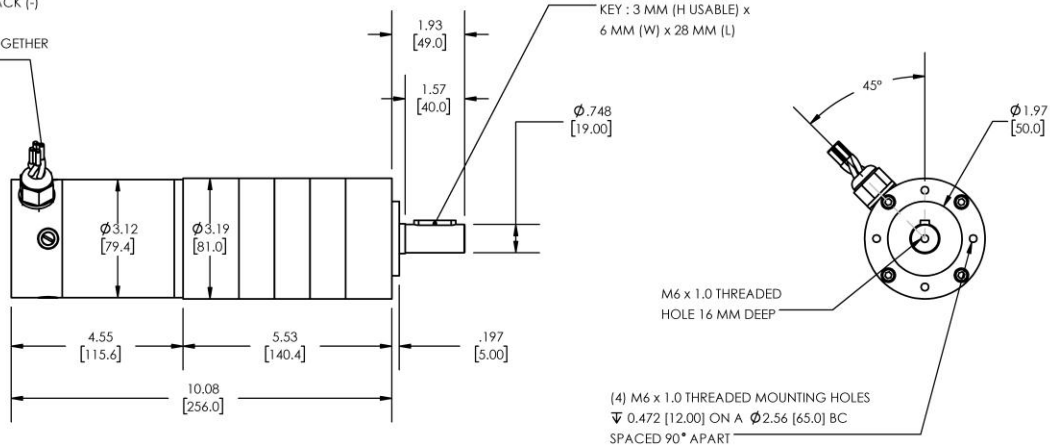 ACK (-)
GETHER
1.93
[49.0]
1.57
[40.0]
KEY : 3 MM (H USABLE) x
6 MM (W) x 28 MM (L)
Ø.748
[19.00]
45°
Ø1.97
[50.0]
Ø3.12
[79.4]
Ø3.19
[81.0]
M6 x 1.0 THREADED
HOLE 16 MM DEEP
4.55
[115.6]
5.53
[140.4]
.197
[5.00]
10.08
[256.0]
(4) M6 x 1.0 THREADED MOUNTING HOLES
↧ 0.472 [12.00] ON A Ø2.56 [65.0] BC
SPACED 90° APART